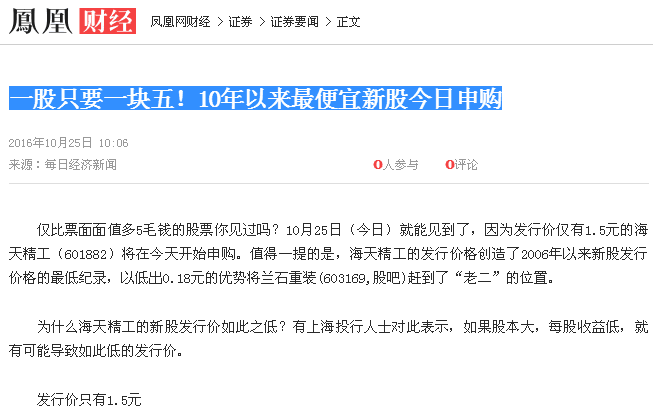 鳳凰 财经 凤凰网财经 > 证券 > 证券要闻 > 正文
一股只要一块五！10年以来最便宜新股今日申购
2016年10月25日 10:06
来源：每日经济新闻 0人参与 0评论
仅比票面面值多5毛钱的股票你见过吗？10月25日（今日）就能见到了，因为发行价仅有1.5元的海
天精工（601882）将在今天开始申购。值得一提的是，海天精工的发行价格创造了2006年以来新股发行
价格的最低纪录，以低出0.18元的优势将兰石重装(603169,股吧)赶到了“老二”的位置。
为什么海天精工的新股发行价如此之低？有上海投行人士对此表示，如果股本大，每股收益低，就
有可能导致如此低的发行价。
发行价只有1.5元